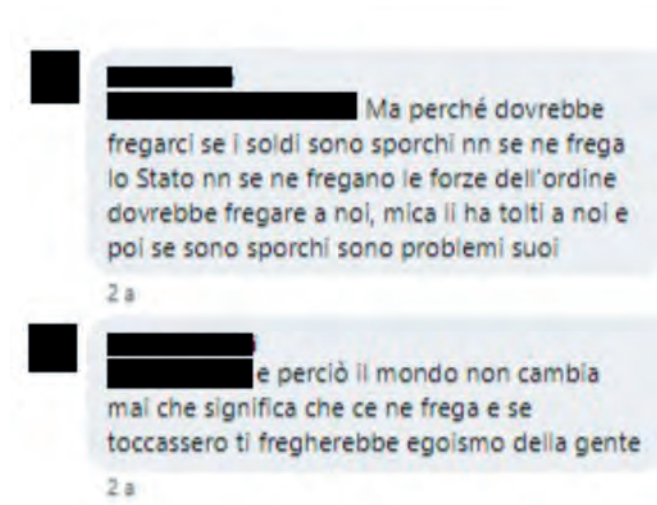 Ma perché dovrebbe
fregarci se i soldi sono sporchi nn se ne frega
lo Stato nn se ne fregano le forze dell'ordine
dovrebbe fregare a noi, mica li ha tolti a noi e
poi se sono sporchi sono problemi suoi
2 a
e perciò il mondo non cambia
mai che significa che ce ne frega e se
toccassero ti fregherebbe egoismo della gente
2 a